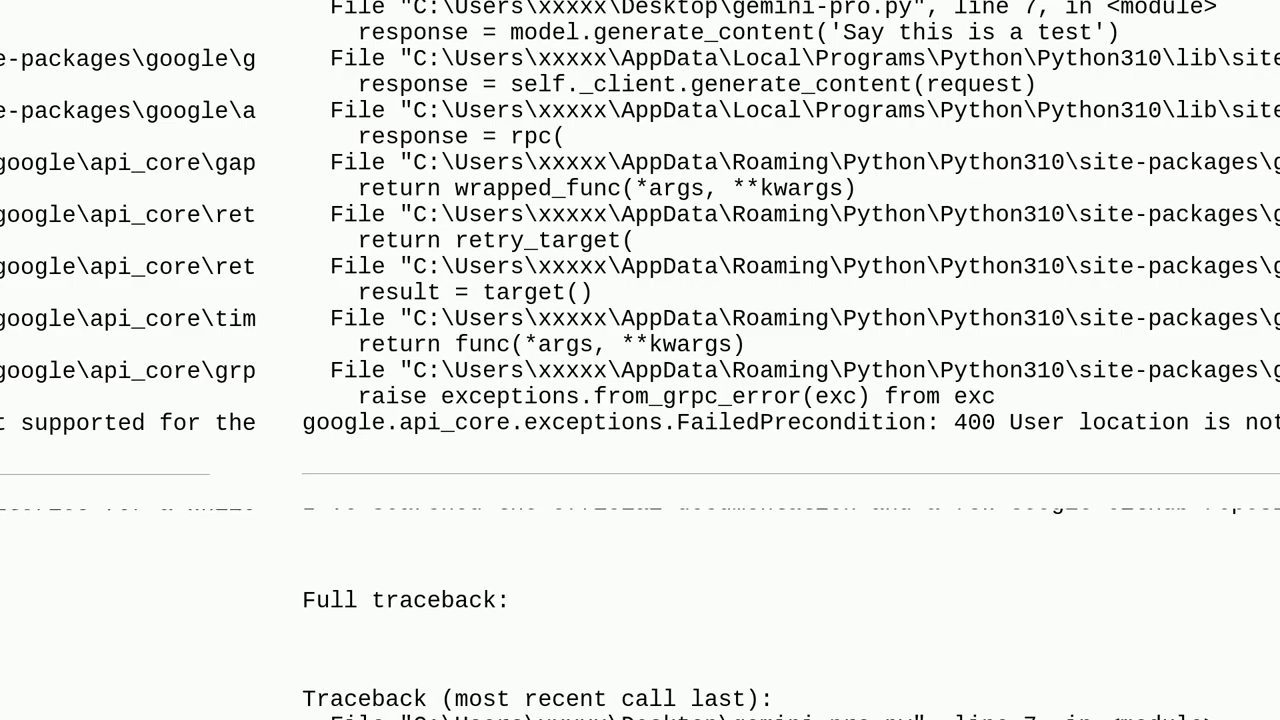 File "C:\Users\xxxxx\Desktop\gemini-pro.py", line 7, in <module>
response = model.generate_content('Say this is a test')
e-packages\google\g File "C:\Users\xxxxx\AppData\Local\Programs\Python\Python310\lib\site
response = self._client.generate_content(request)
e-packages\google\a File "C:\Users\xxxxx\AppData\Local\Programs\Python\Python310\lib\site
response = rpc(
google\api_core\gap File "C:\Users\xxxxx\AppData\Roaming\Python\Python310\site-packages\g
return wrapped_func(*args, **kwargs)
google\api_core\ret File "C:\Users\xxxxx\AppData\Roaming\Python\Python310\site-packages\g
return retry_target(
google\api_core\ret File "C:\Users\xxxxx\AppData\Roaming\Python\Python310\site-packages\g
result = target()
google\api_core\tim File "C:\Users\xxxxx\AppData\Roaming\Python\Python310\site-packages\g
return func(*args, **kwargs)
google\api_core\grp File "C:\Users\xxxxx\AppData\Roaming\Python\Python310\site-packages\g
raise exceptions.from_grpc_error(exc) from exc
t supported for the google.api_core.exceptions.FailedPrecondition: 400 User location is not
Full traceback:
Traceback (most recent call last):